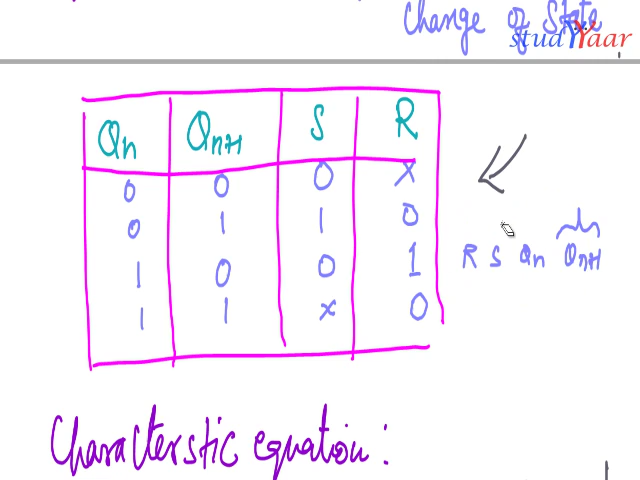 Change of State
studYYaar
Qn Qn+1 S R
0 0 0 X
0 1 1 0
1 0 0 1
1 1 x 0
R S Qn Qn+1
Characterstic equation: